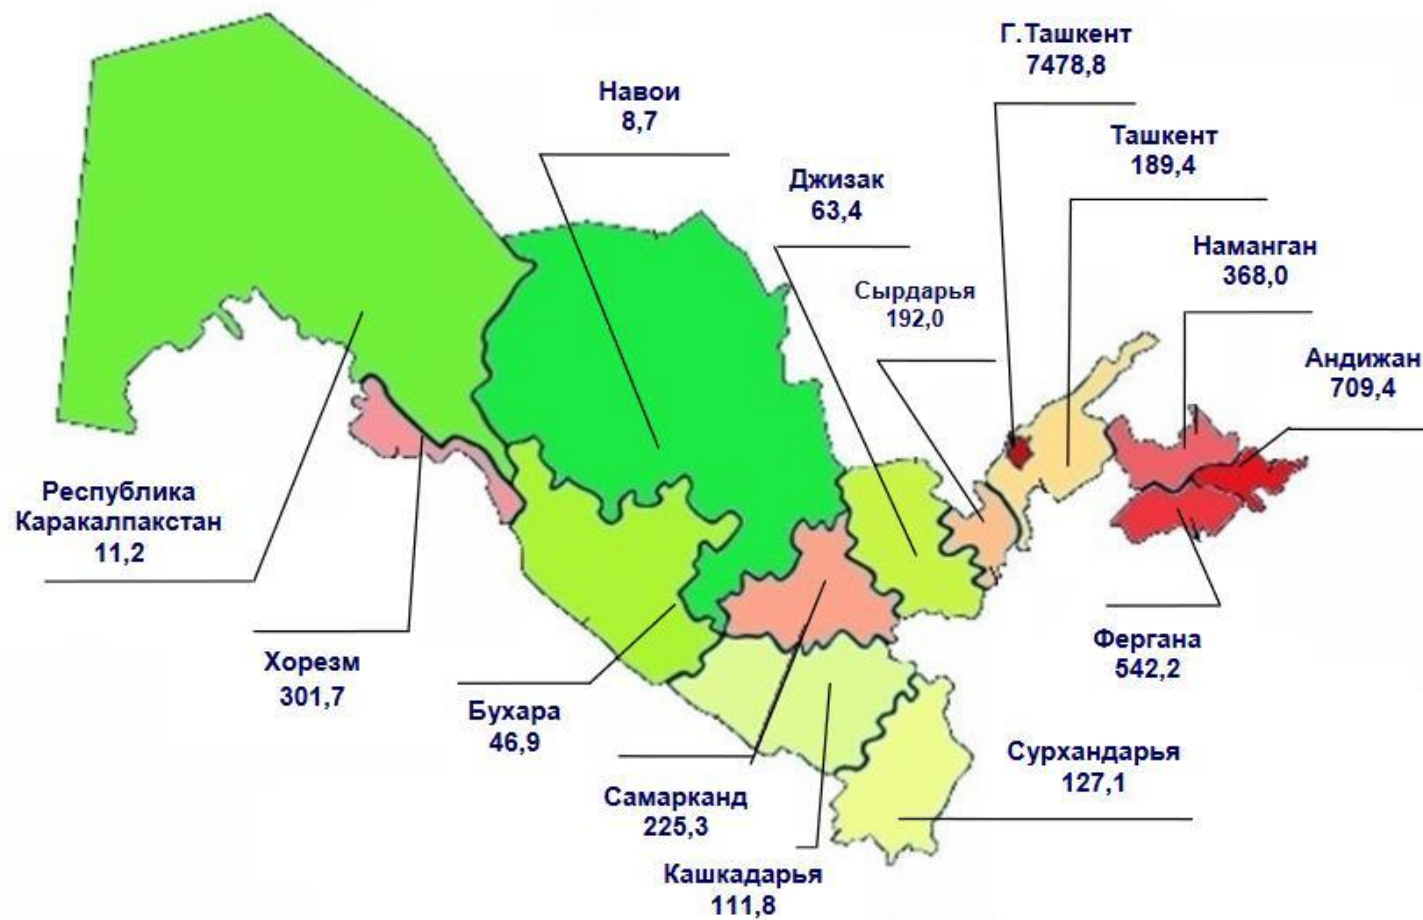 Г.Ташкент
7478,8
Навои
8,7
Ташкент
189,4
Джизак
63,4
Наманган
368,0
Сырдарья
192,0
Андижан
709,4
Республика
Каракалпакстан
11,2
Фергана
542,2
Хорезм
301,7
Бухара
46,9
Сурхандарья
127,1
Самарканд
225,3
Кашкадарья
111,8